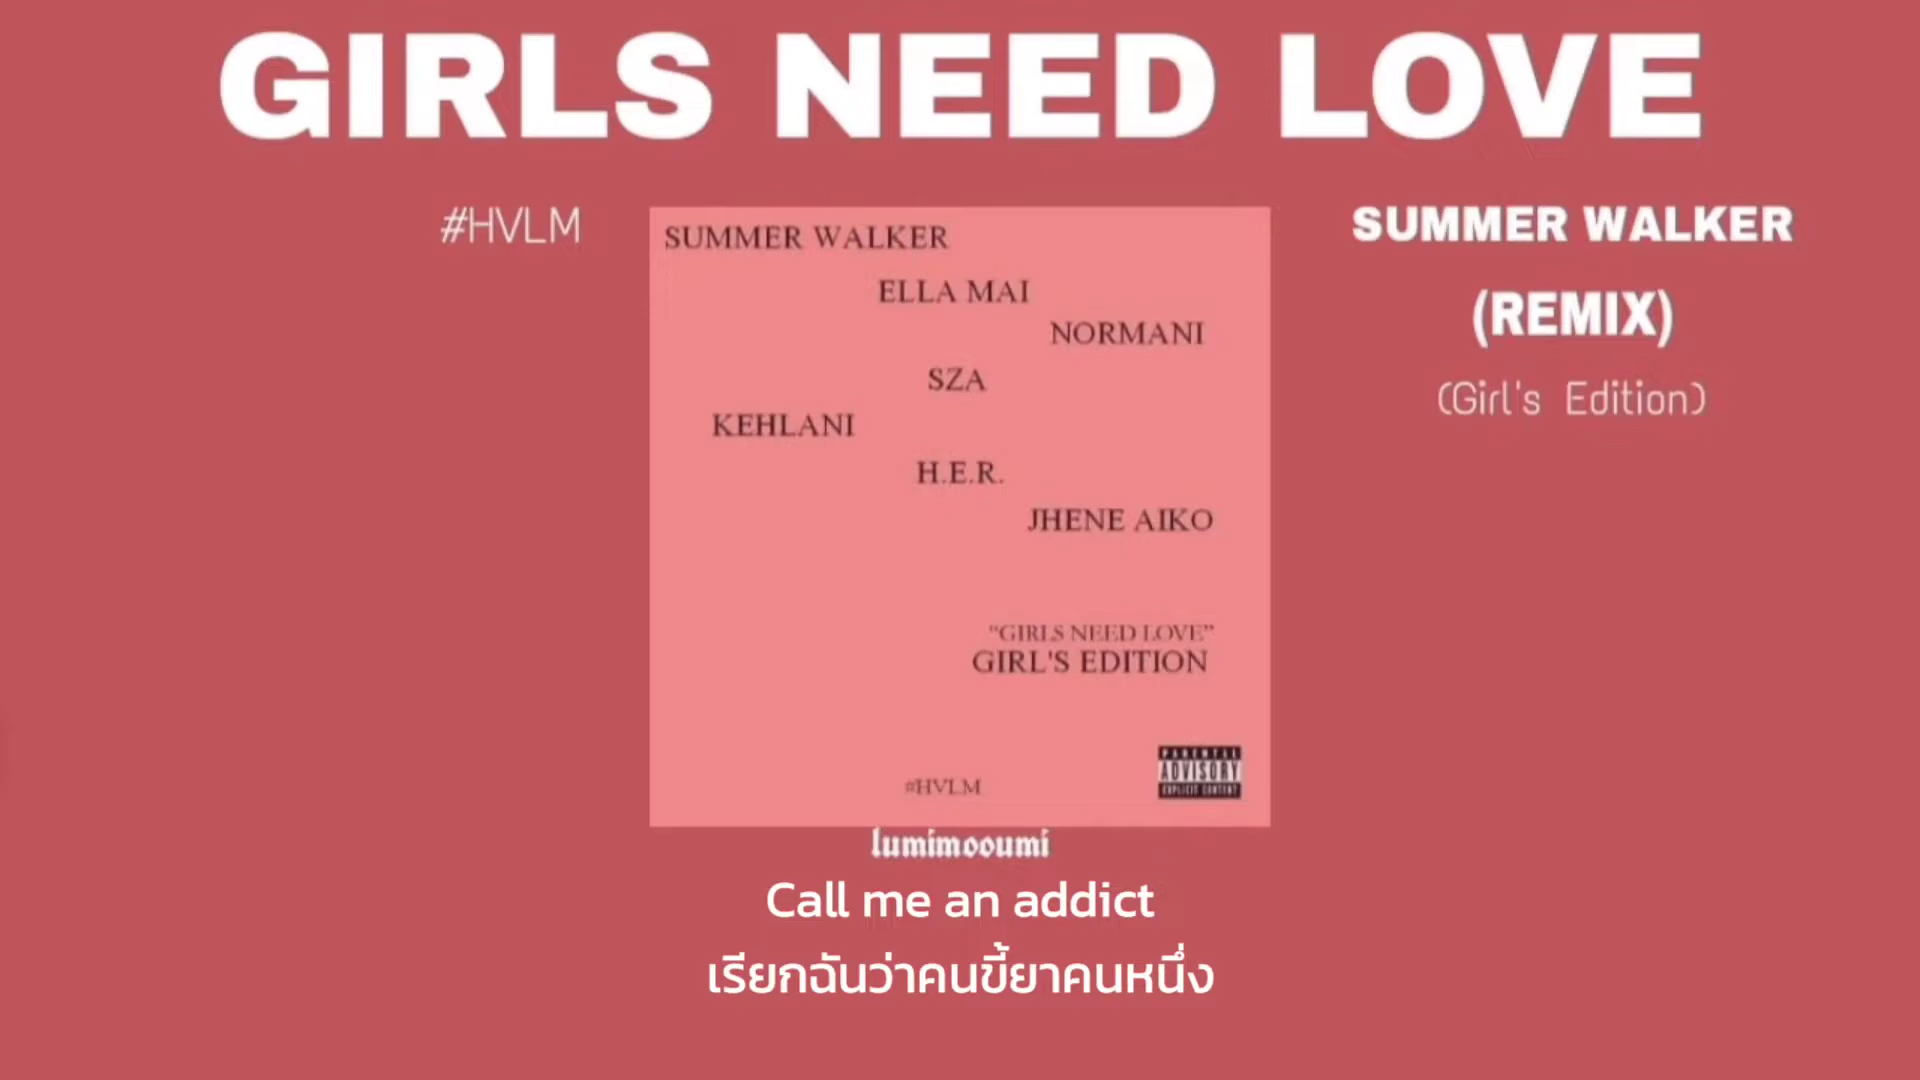 GIRLS NEED LOVE
#HVLM
SUMMER WALKER
(REMIX)
(Girl's Edition)
SUMMER WALKER
ELLA MAI
NORMANI
SZA
KEHLANI
H.E.R.
JHENE AIKO
"GIRLS NEED LOVE"
GIRL'S EDITION
#HVLM
PARENTAL
ADVISORY
EXPLICIT CONTENT
lumimooumi
Call me an addict
เรียกฉันว่าคนขี้ยาคนหนึ่ง